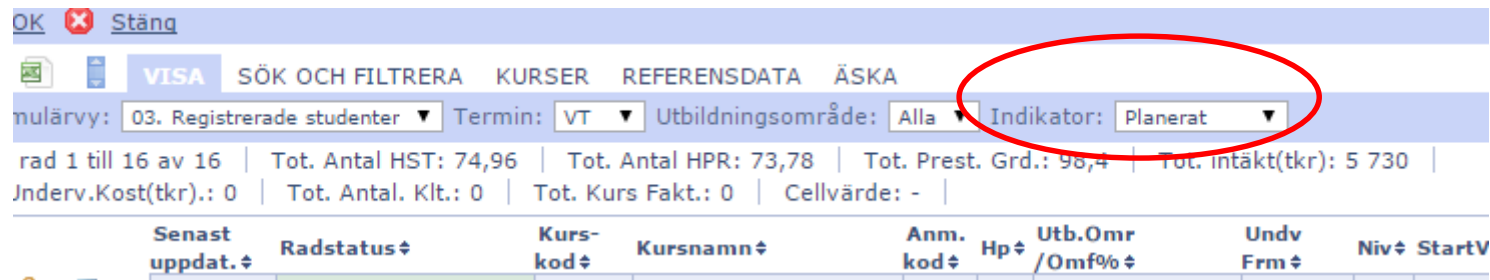 OK Stäng
VISA SÖK OCH FILTRERA KURSER REFERENSDATA ÄSKA
mulärvy: 03. Registrerade studenter Termin: VT Utbildningsområde: Alla Indikator: Planerat
rad 1 till 16 av 16 | Tot. Antal HST: 74,96 | Tot. Antal HPR: 73,78 | Tot. Prest. Grd.: 98,4 | Tot. intäkt(tkr): 5 730 |
Underv.Kost(tkr).: 0 | Tot. Antal. Klt.: 0 | Tot. Kurs Fakt.: 0 | Cellvärde: - |
Senast Kurs- Anm. Utb.Omr Undv
uppdat. Radstatus kod Kursnamn kod Hp /Omf% Frm Niv StartV